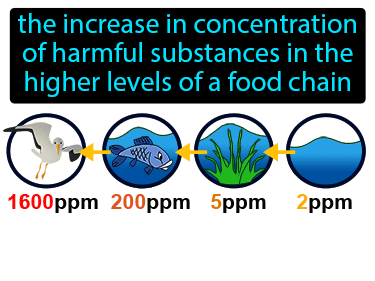 the increase in concentration
of harmful substances in the
higher levels of a food chain
1600ppm 200ppm 5ppm 2ppm